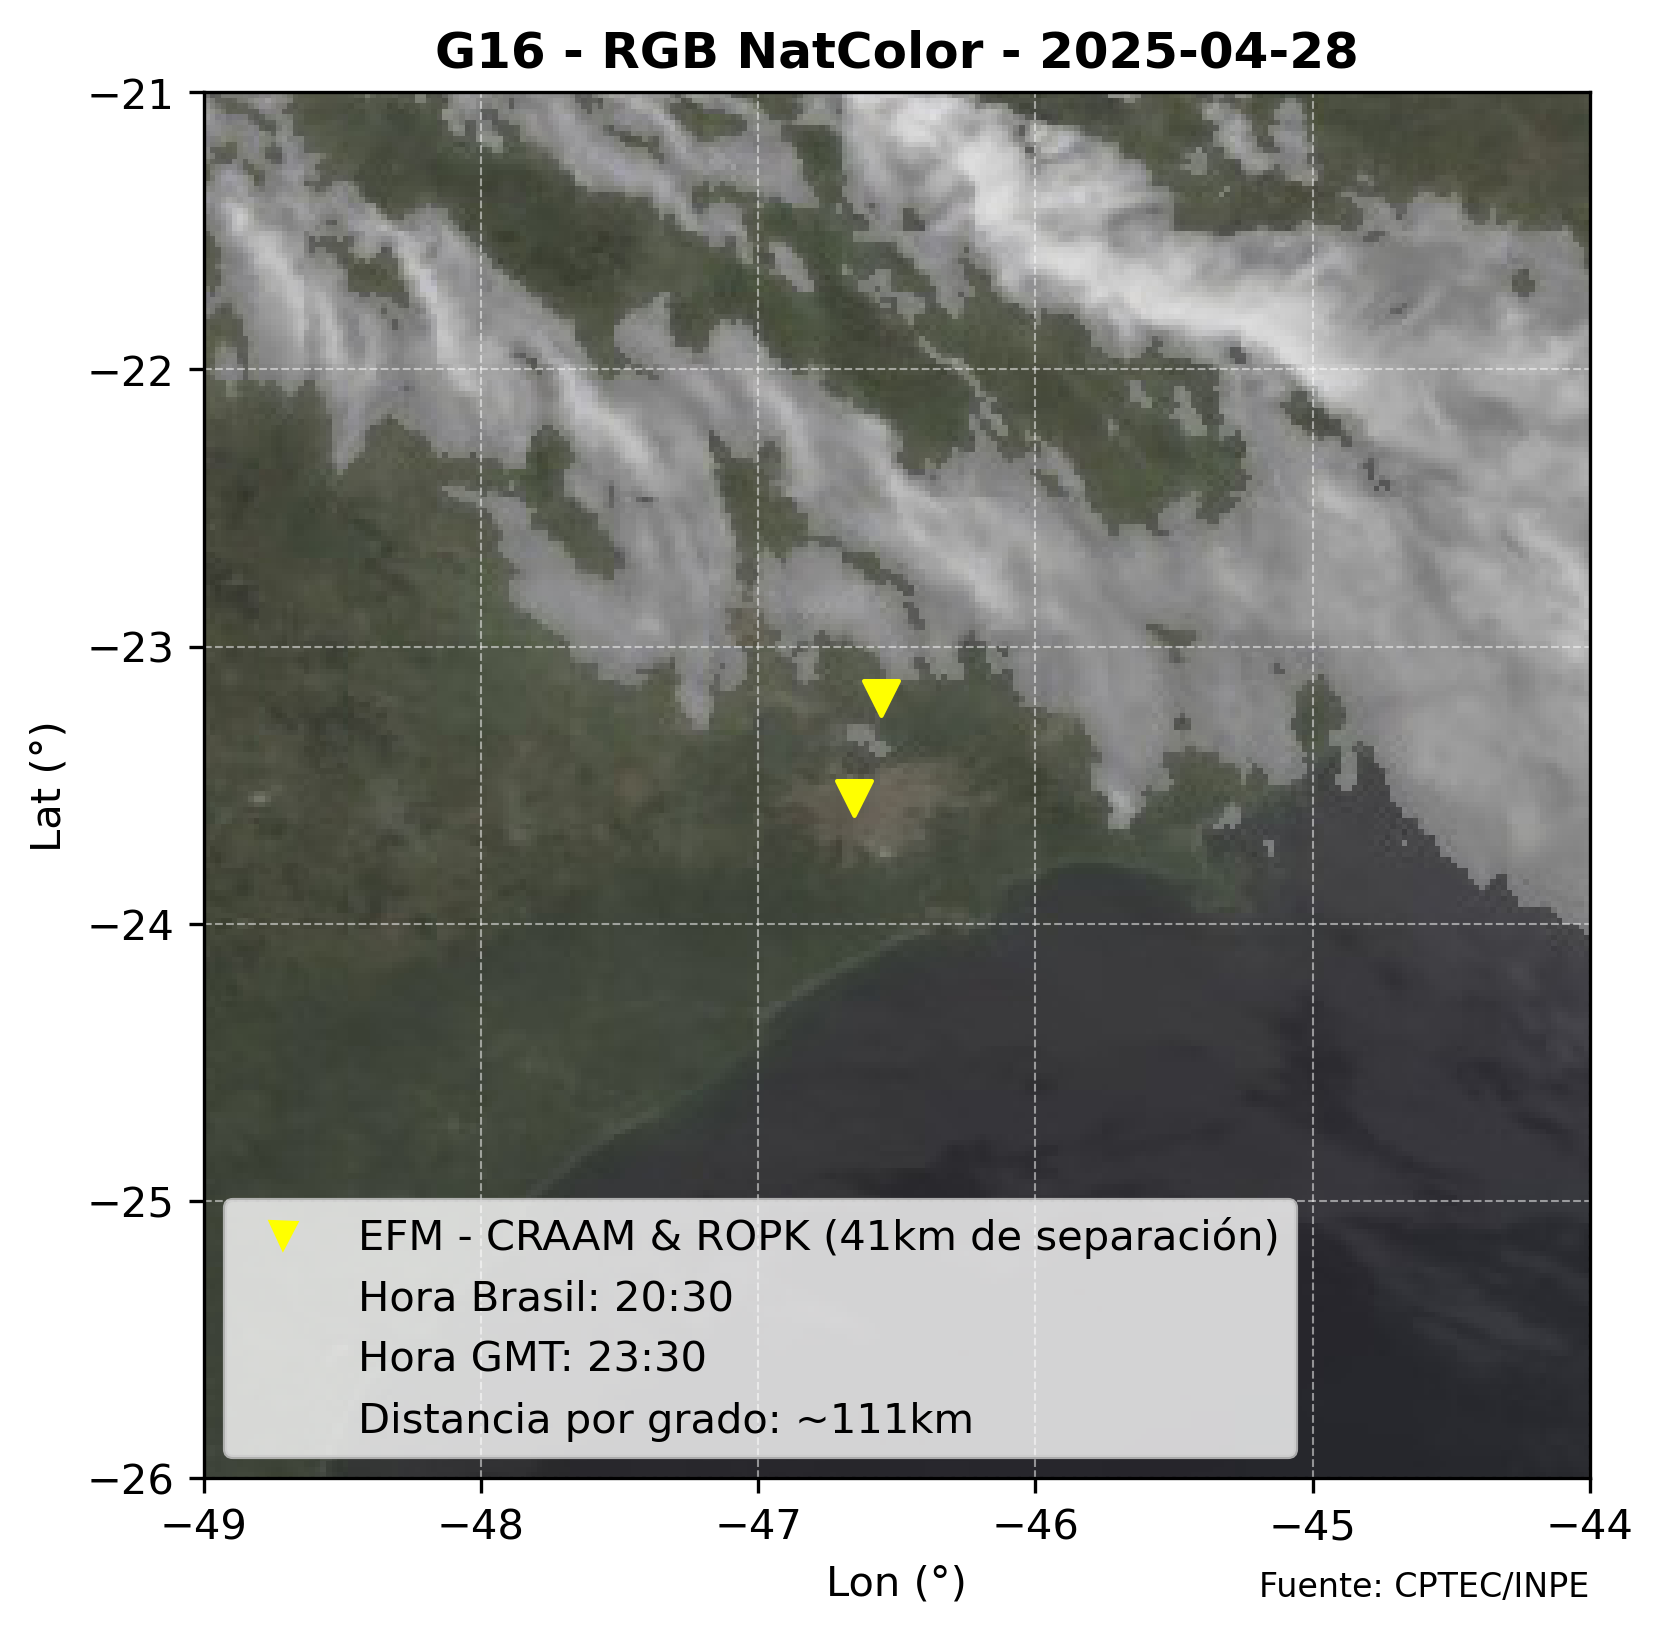 G16 - RGB NatColor - 2025-04-28
−21
−22
−23
−24
−25
−26
Lat (°)
EFM - CRAAM & ROPK (41km de separación)
Hora Brasil: 20:30
Hora GMT: 23:30
Distancia por grado: ~111km
−49 −48 −47 −46 −45 −44
Lon (°)
Fuente: CPTEC/INPE